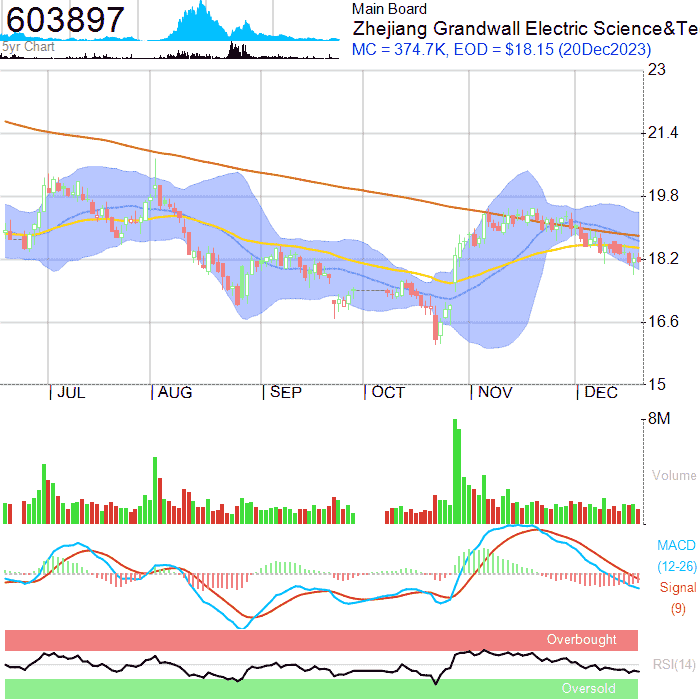 603897
5yr Chart
Main Board
Zhejiang Grandwall Electric Science&Te
MC = 374.7K, EOD = $18.15 (20Dec2023)
23
21.4
19.8
18.2
16.6
15
JUL AUG SEP OCT NOV DEC
8M
Volume
MACD
(12-26)
Signal
(9)
Overbought
RSI(14)
Oversold